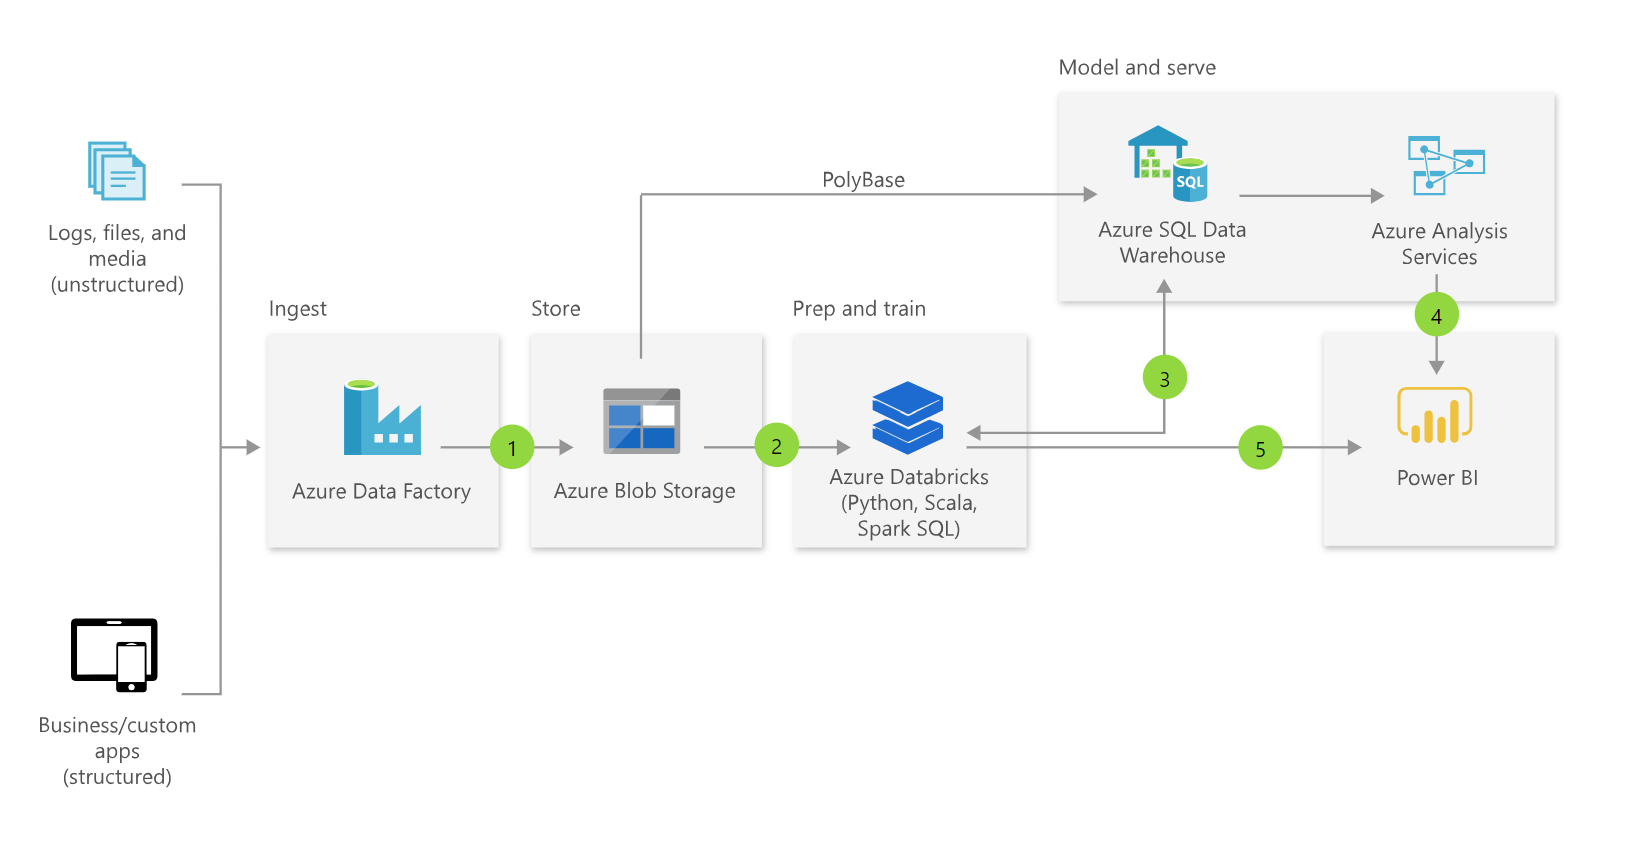 Model and serve
PolyBase
SQL
Azure SQL Data
Warehouse
Azure Analysis
Services
Logs, files, and
media
(unstructured)
Ingest
Store
Prep and train
4
3
1
2
5
Azure Data Factory
Azure Blob Storage
Azure Databricks
(Python, Scala,
Spark SQL)
Power BI
Business/custom
apps
(structured)